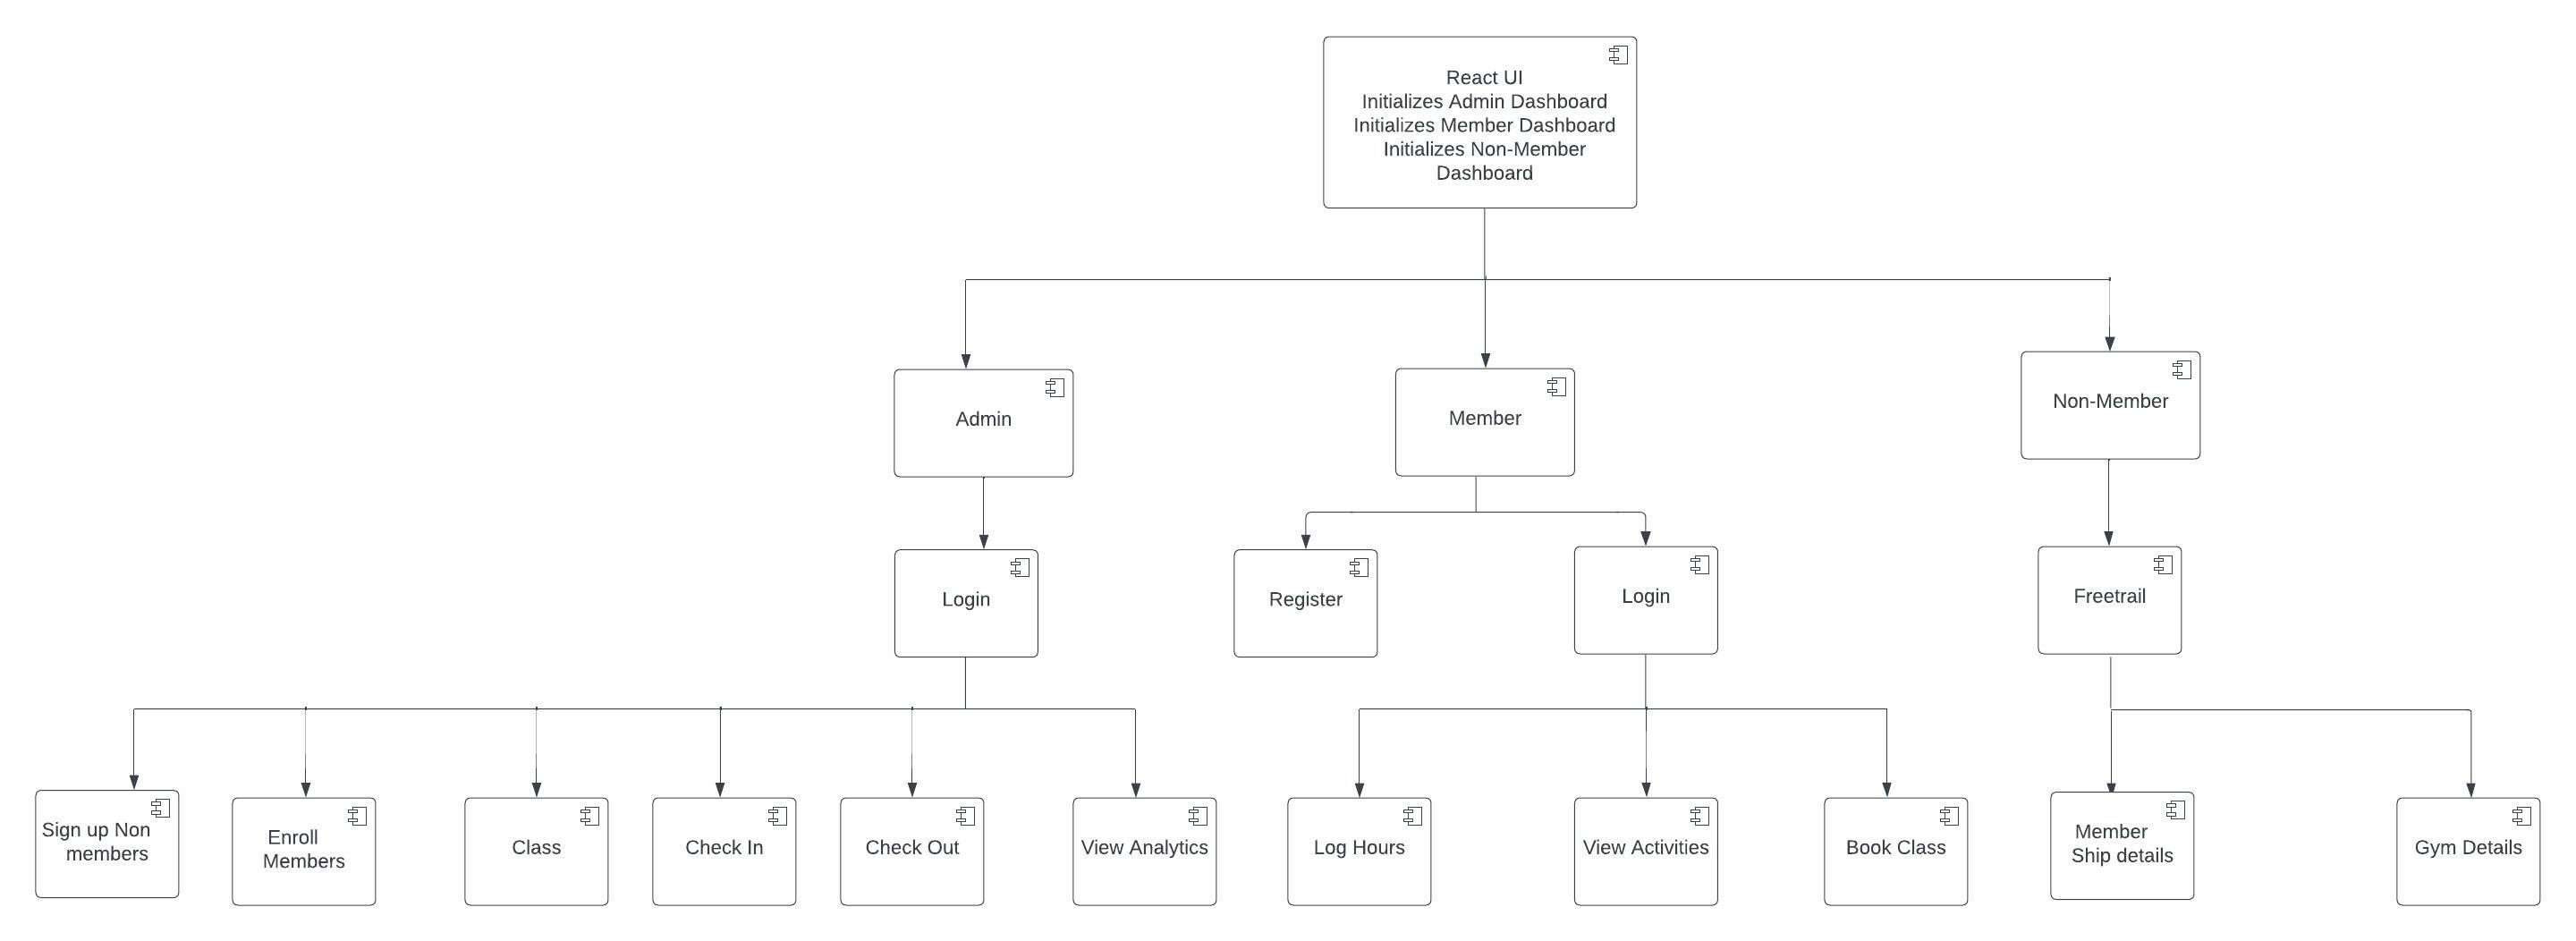 React UI
Initializes Admin Dashboard
Initializes Member Dashboard
Initializes Non-Member
Dashboard
Admin
Member
Non-Member
Login
Register
Login
Freetrail
Sign up Non
members
Enroll
Members
Class
Check In
Check Out
View Analytics
Log Hours
View Activities
Book Class
Member
Ship details
Gym Details